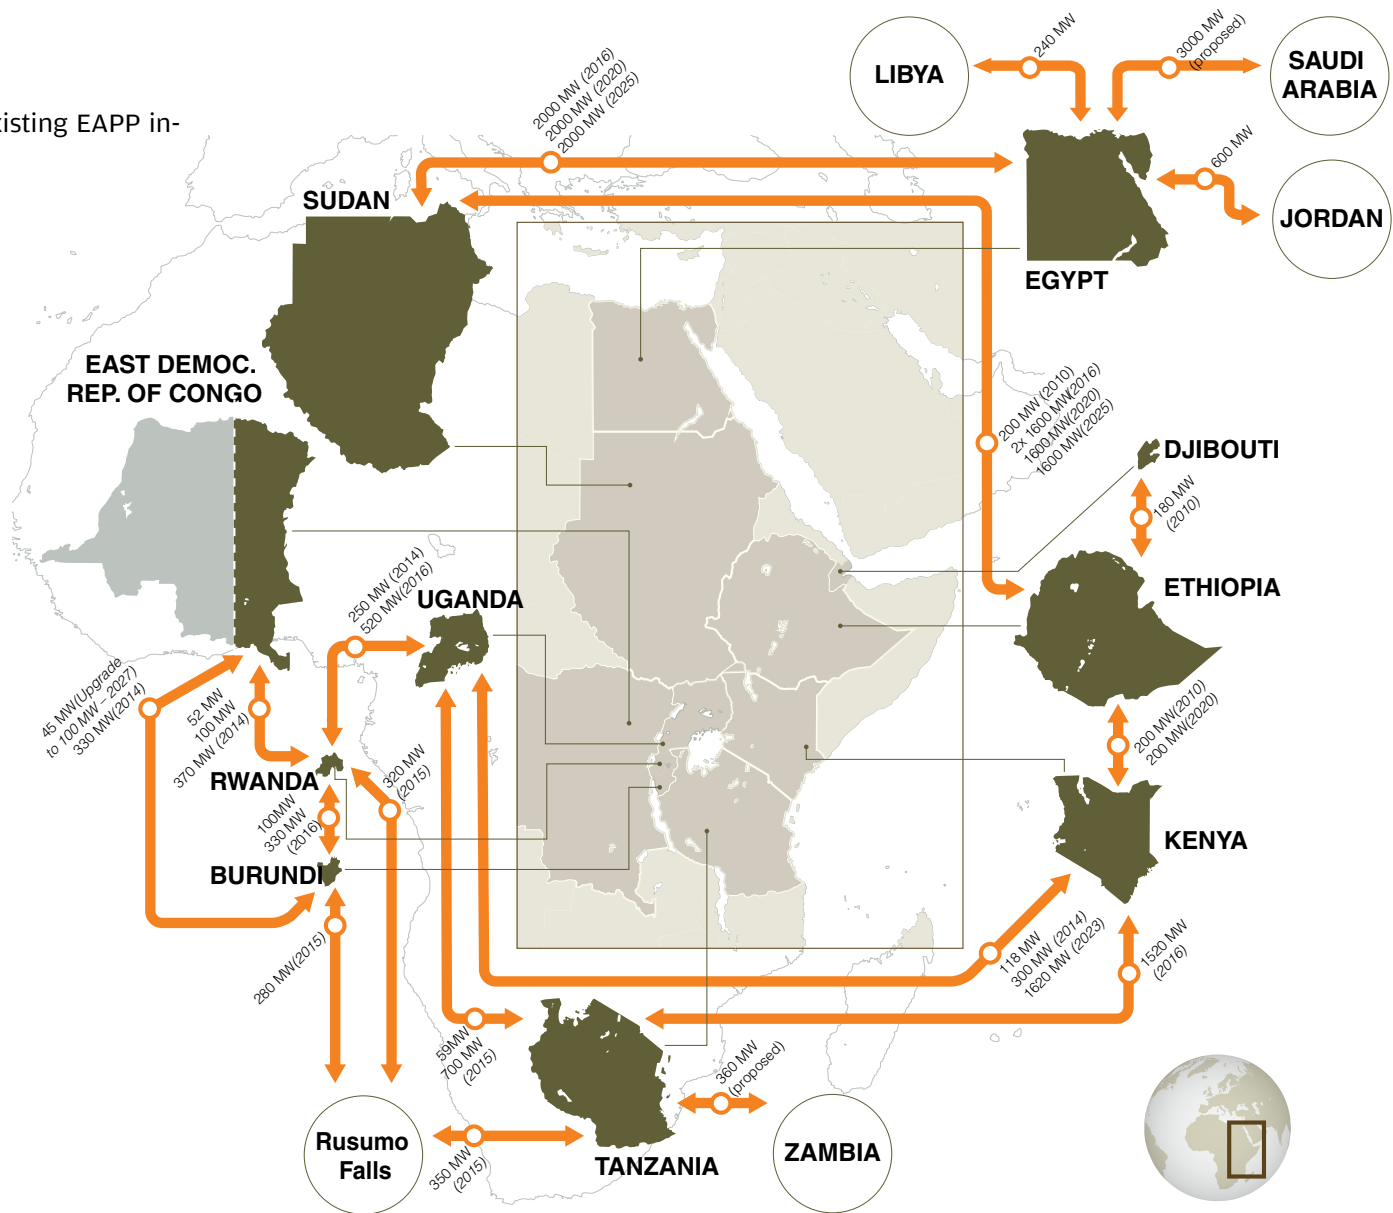 xisting EAPP in-
240 MW
3000 MW
(proposed)
LIBYA
SAUDI
ARABIA
2000 MW (2016)
2000 MW (2020)
2000 MW (2025)
600 MW
SUDAN
JORDAN
EGYPT
EAST DEMOC.
REP. OF CONGO
200 MW (2010)
2x 1600 MW(2016)
1600 MW(2020)
1600 MW(2025)
DJIBOUTI
180 MW
(2010)
250 MW (2014)
520 MW(2016)
UGANDA
ETHIOPIA
45 MW(Upgrade
to 100 MW – 2027)
330 MW(2014)
52 MW
100 MW
370 MW (2014)
200 MW(2010)
200 MW(2020)
RWANDA
320 MW
(2015)
100MW
330 MW
(2016)
KENYA
BURUNDI
280 MW(2015)
118 MW
300 MW (2014)
1620 MW (2023)
1520 MW
(2016)
59MW
700 MW
(2015)
360 MW
(proposed)
Rusumo
Falls
350 MW
(2015)
TANZANIA
ZAMBIA